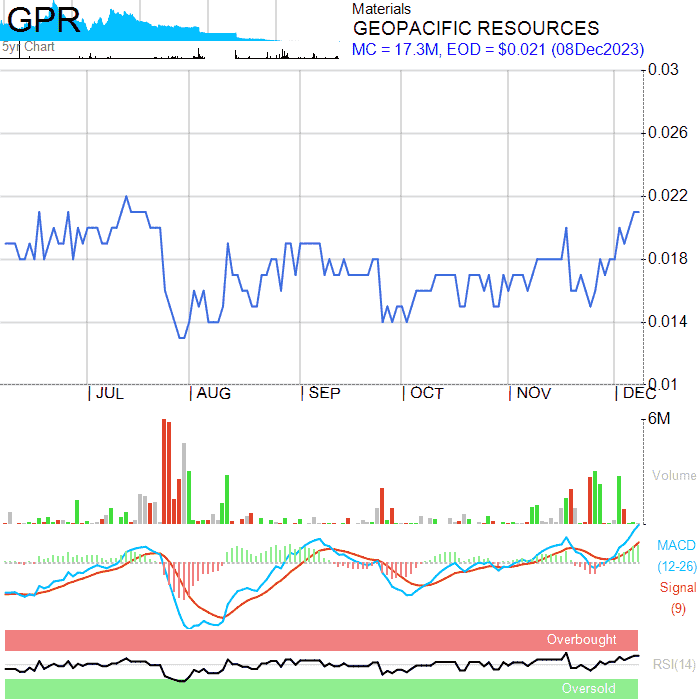 GPR
5yr Chart
Materials
GEOPACIFIC RESOURCES
MC = 17.3M, EOD = $0.021 (08Dec2023)
0.03
0.026
0.022
0.018
0.014
0.01
JUL AUG SEP OCT NOV DEC
6M
Volume
MACD
(12-26)
Signal
(9)
Overbought
RSI(14)
Oversold